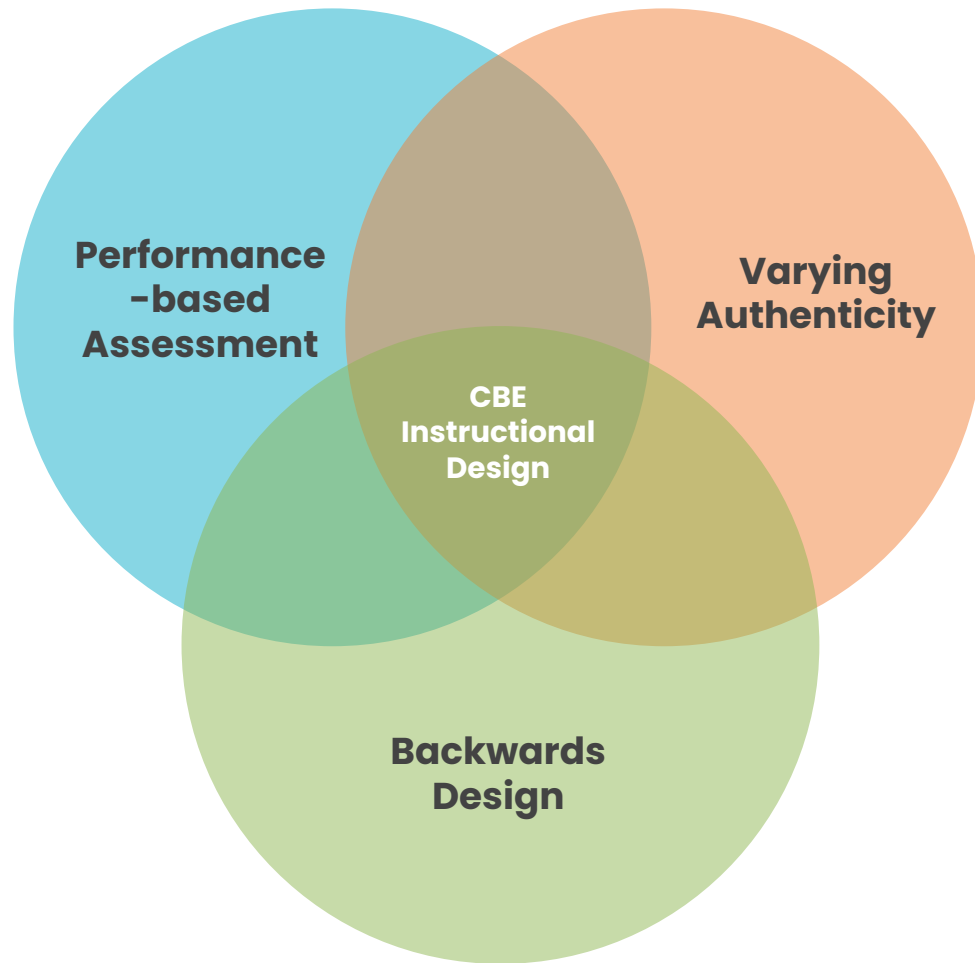 Performance
-based
Assessment
Varying
Authenticity
CBE
Instructional
Design
Backwards
Design